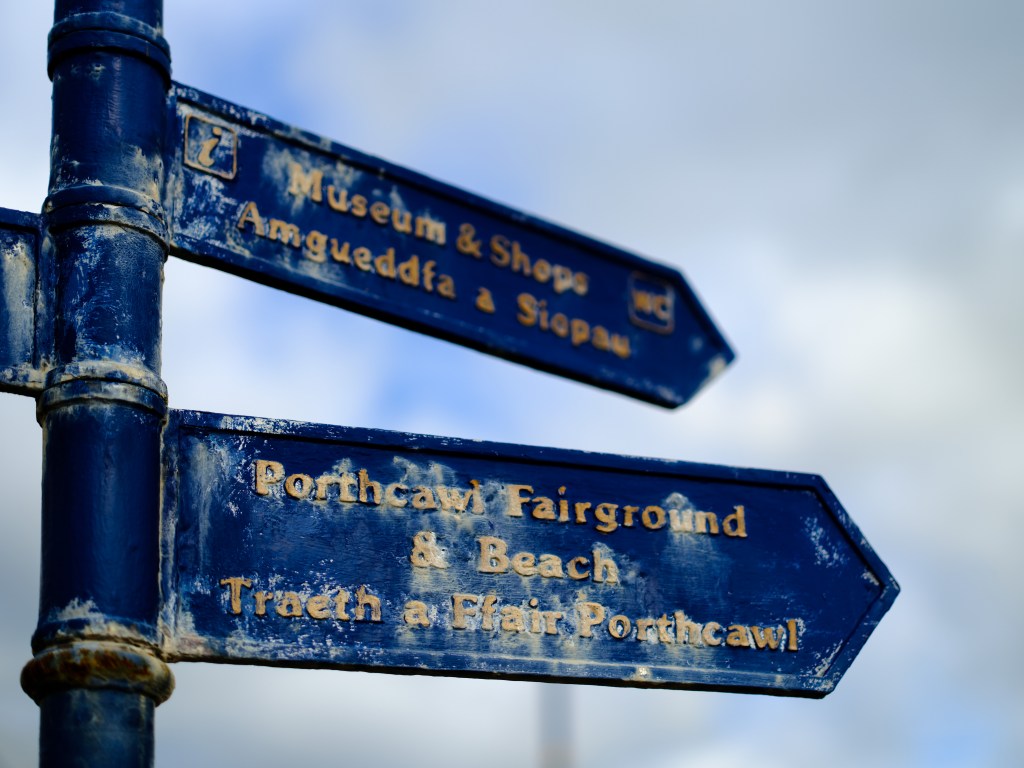 i
Museum & Shops
Amgueddfa a Siopau
WC
Porthcawl Fairground
& Beach
Traeth a Ffair Porthcawl